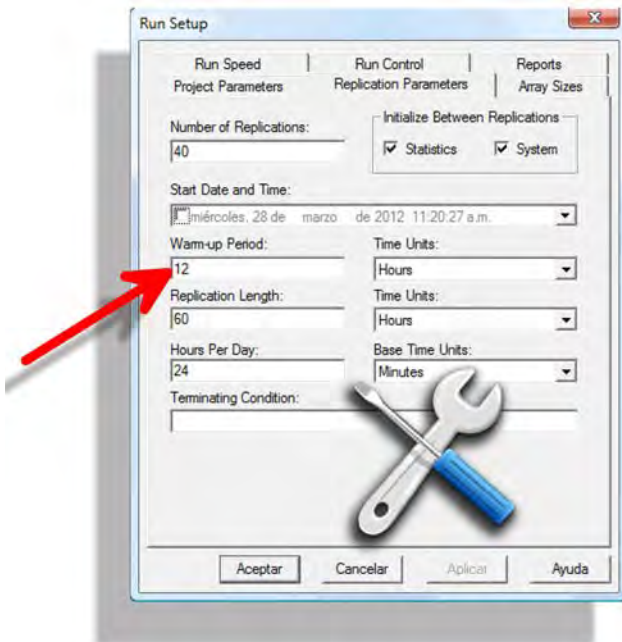 Run Setup
Run Speed Run Control Reports
Project Parameters Replication Parameters Array Sizes
Number of Replications:
40
Initialize Between Replications
Statistics System
Start Date and Time:
miércoles, 28 de marzo de 2012 11:20:27 a.m.
Warm-up Period: Time Units:
12 Hours
Replication Length: Time Units:
60 Hours
Hours Per Day: Base Time Units:
24 Minutes
Terminating Condition:
Aceptar Cancelar Aplicar Ayuda